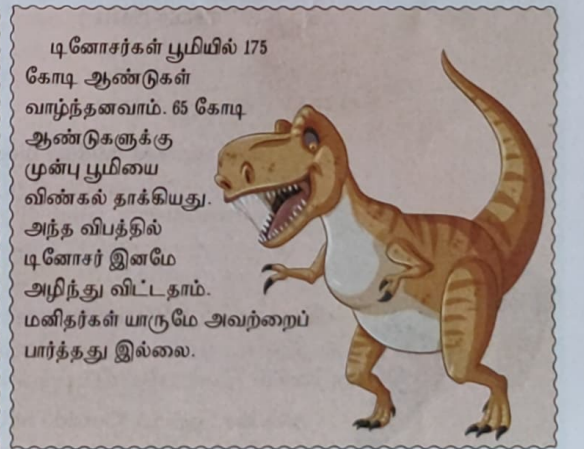 டினோசர்கள் பூமியில் 175
கோடி ஆண்டுகள்
வாழ்ந்தனவாம். 65 கோடி
ஆண்டுகளுக்கு
முன்பு பூமியை
விண்கல் தாக்கியது.
அந்த விபத்தில்
டினோசர் இனமே
அழிந்து விட்டதாம்.
மனிதர்கள் யாருமே அவற்றைப்
பார்த்தது இல்லை.